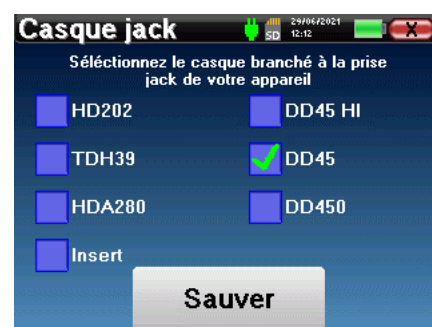 Casque jack
SD
29/06/2021
12:12
X
Séléctionnez le casque branché à la prise
jack de votre appareil
HD202
DD45 HI
TDH39
DD45
HDA280
DD450
Insert
Sauver